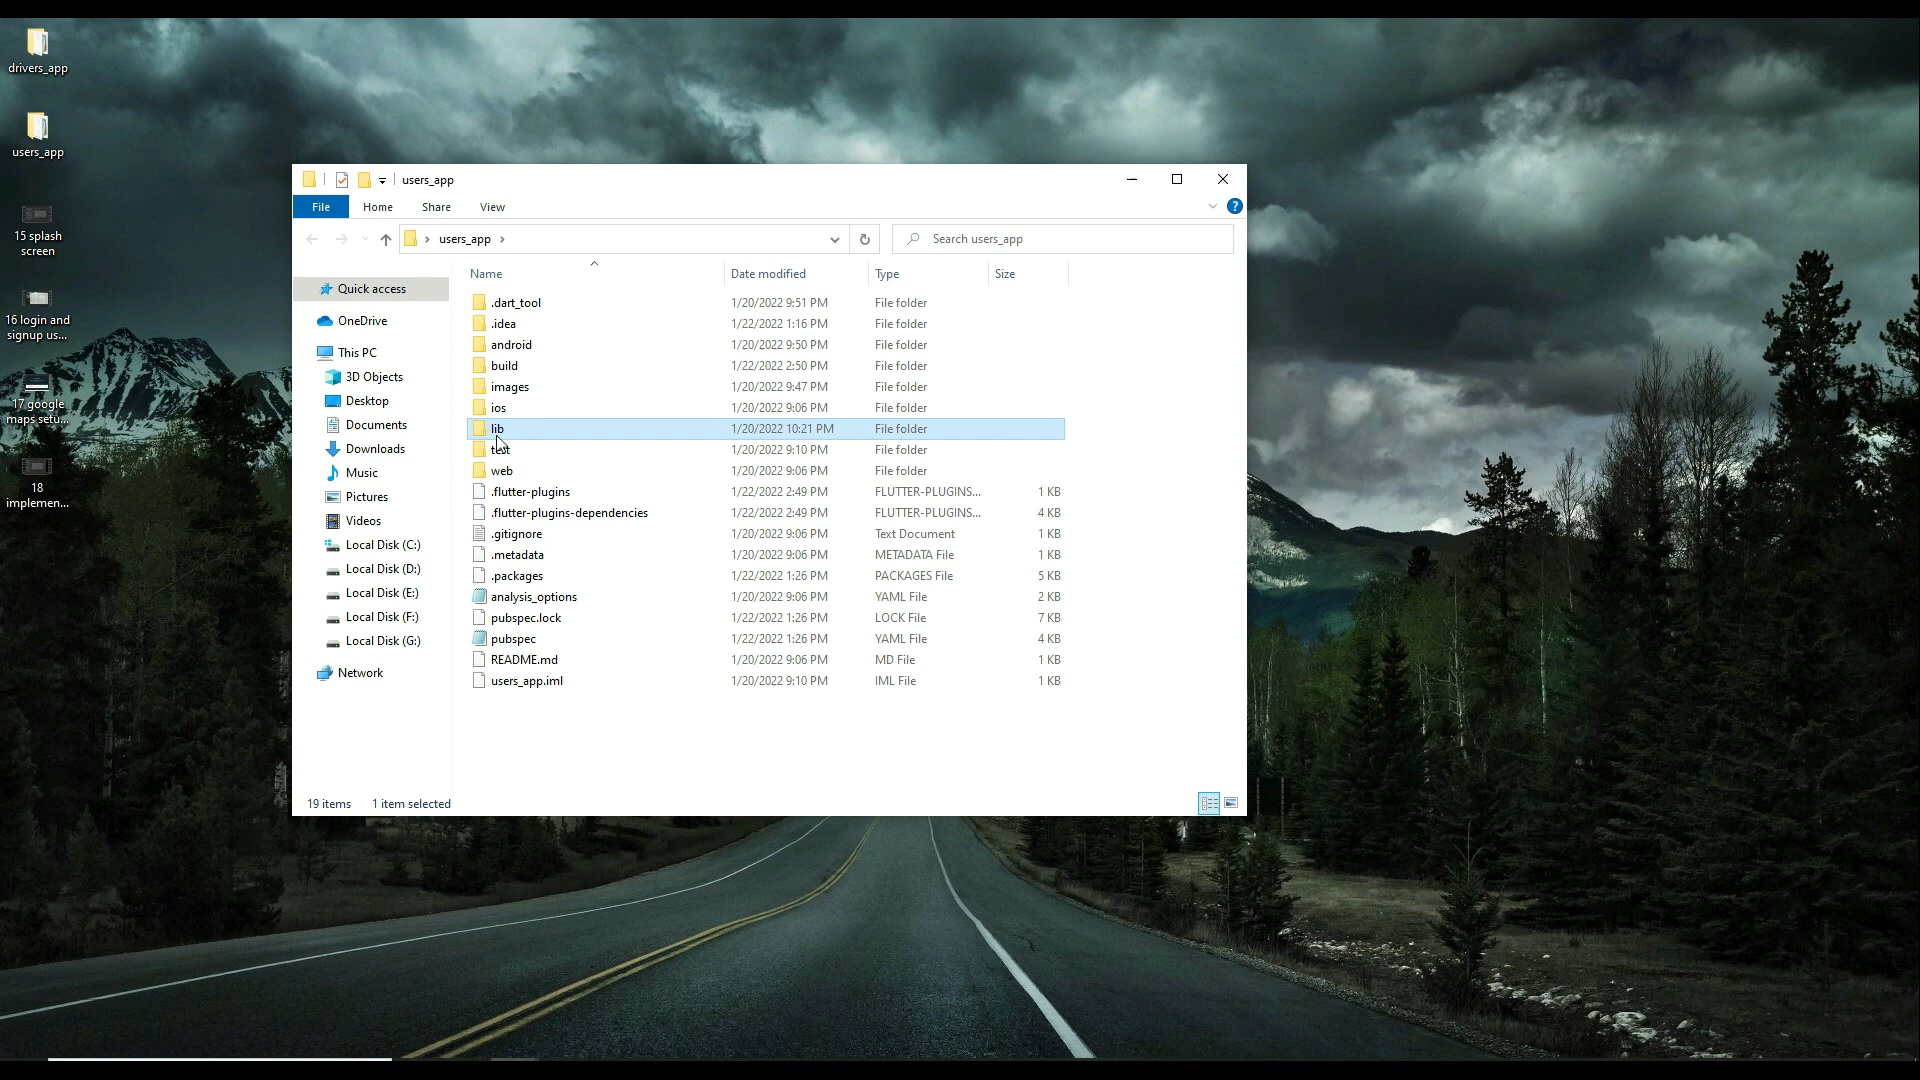 drivers_app
users_app
15 splash
screen
16 login and
signup us...
17 google
maps setu...
18
implemen...
users_app
File Home Share View
users_app
Search users_app
Name Date modified Type Size
Quick access
OneDrive
This PC
3D Objects
Desktop
Documents
Downloads
Music
Pictures
Videos
Local Disk (C:)
Local Disk (D:)
Local Disk (E:)
Local Disk (F:)
Local Disk (G:)
Network
.dart_tool 1/20/2022 9:51 PM File folder
.idea 1/22/2022 1:16 PM File folder
android 1/20/2022 9:50 PM File folder
build 1/22/2022 2:50 PM File folder
images 1/20/2022 9:47 PM File folder
ios 1/20/2022 9:06 PM File folder
lib 1/20/2022 10:21 PM File folder
test 1/20/2022 9:10 PM File folder
web 1/20/2022 9:06 PM File folder
.flutter-plugins 1/22/2022 2:49 PM FLUTTER-PLUGINS... 1 KB
.flutter-plugins-dependencies 1/22/2022 2:49 PM FLUTTER-PLUGINS... 4 KB
.gitignore 1/20/2022 9:06 PM Text Document 1 KB
.metadata 1/20/2022 9:06 PM METADATA File 1 KB
.packages 1/22/2022 1:26 PM PACKAGES File 5 KB
analysis_options 1/20/2022 9:06 PM YAML File 2 KB
pubspec.lock 1/22/2022 1:26 PM LOCK File 7 KB
pubspec 1/22/2022 1:26 PM YAML File 4 KB
README.md 1/20/2022 9:06 PM MD File 1 KB
users_app.iml 1/20/2022 9:10 PM IML File 1 KB
19 items 1 item selected